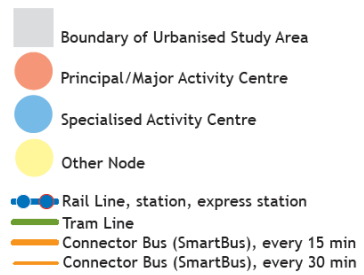 Boundary of Urbanised Study Area
Principal/Major Activity Centre
Specialised Activity Centre
Other Node
Rail Line, station, express station
Tram Line
Connector Bus (SmartBus), every 15 min
Connector Bus (SmartBus), every 30 min